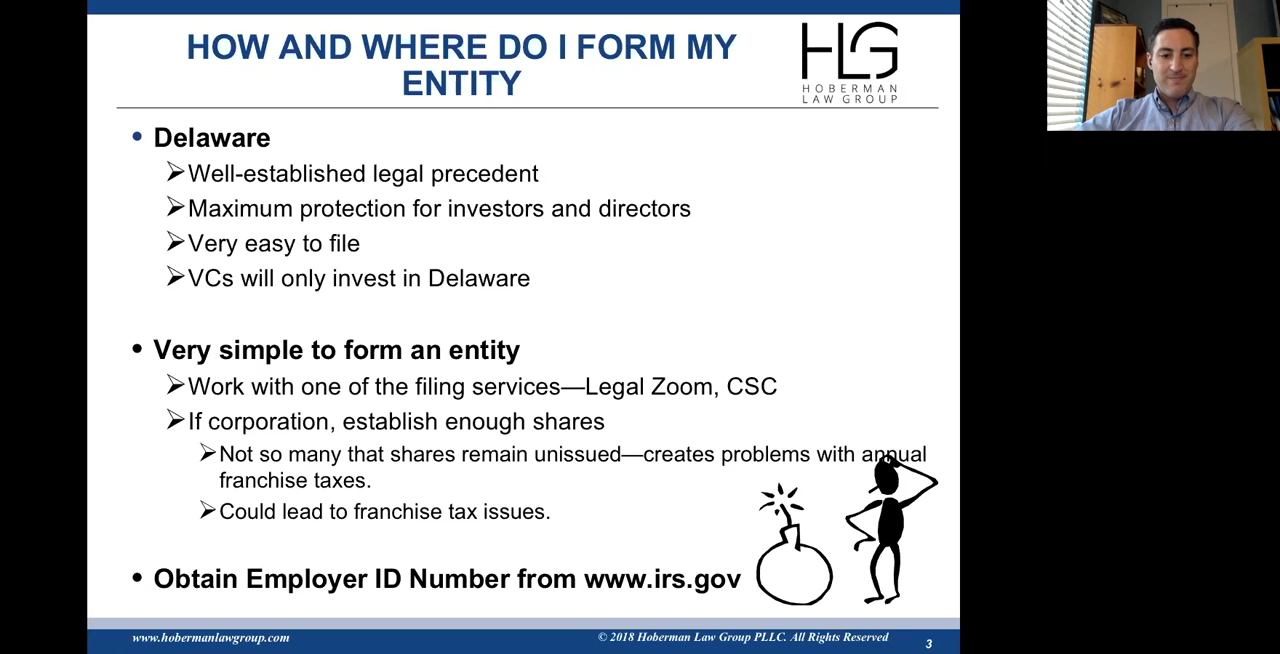 HOW AND WHERE DO I FORM MY
ENTITY
HLG
HOBERMAN
LAW GROUP
• Delaware
➢Well-established legal precedent
➢Maximum protection for investors and directors
➢Very easy to file
➢VCs will only invest in Delaware
• Very simple to form an entity
➢Work with one of the filing services—Legal Zoom, CSC
➢If corporation, establish enough shares
➢Not so many that shares remain unissued—creates problems with annual
franchise taxes.
➢Could lead to franchise tax issues.
• Obtain Employer ID Number from www.irs.gov
www.hobermanlawgroup.com
© 2018 Hoberman Law Group PLLC. All Rights Reserved
3